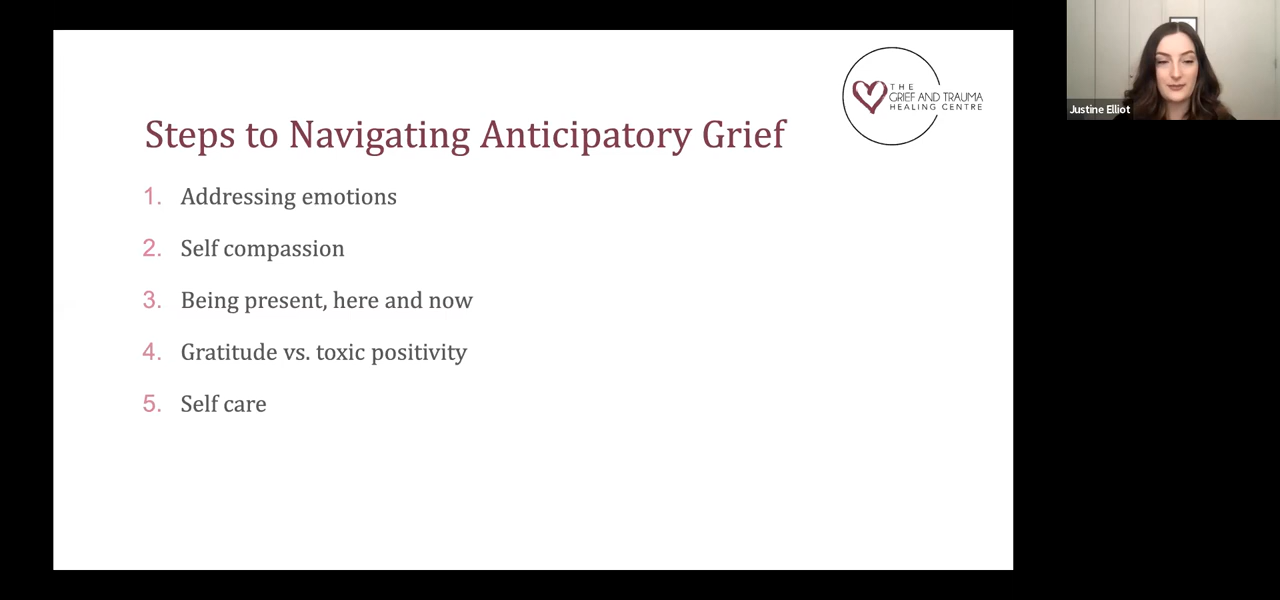 THE
GRIEF AND TRAUMA
HEALING CENTRE
Justine Elliot
Steps to Navigating Anticipatory Grief
1. Addressing emotions
2. Self compassion
3. Being present, here and now
4. Gratitude vs. toxic positivity
5. Self care